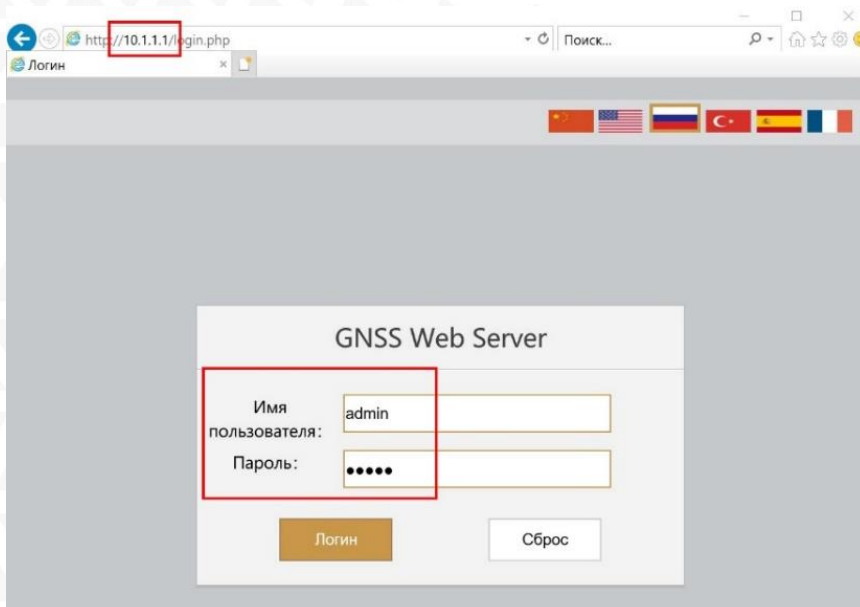 http://10.1.1.1/login.php
Поиск...
Логин
GNSS Web Server
Имя
пользователя:
admin
Пароль:
•••••
Логин
Сброс